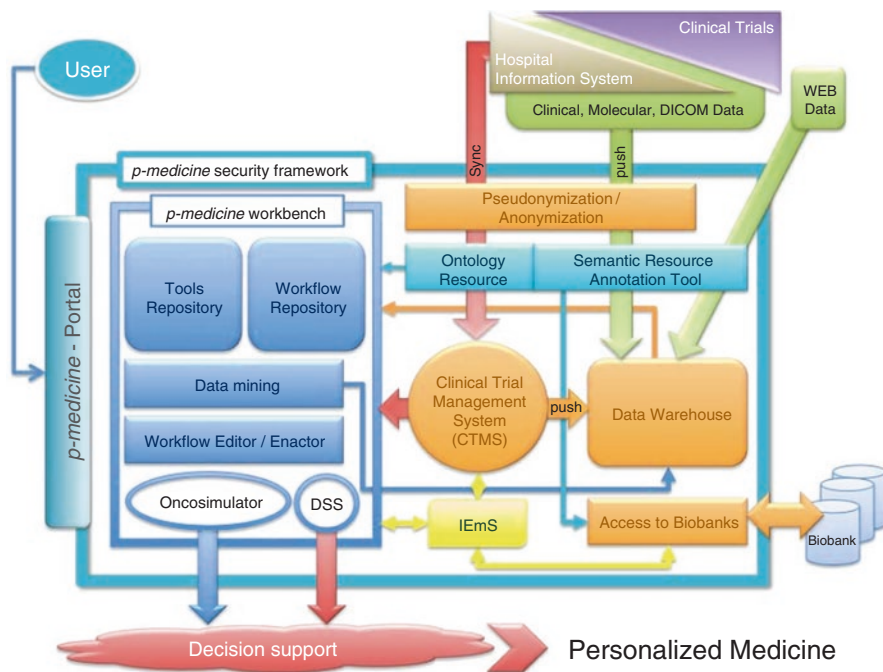 Clinical Trials
User
Hospital
Information System
WEB
Data
Clinical, Molecular, DICOM Data
Sync
push
p-medicine security framework
Pseudonymization /
Anonymization
p-medicine workbench
Ontology
Resource
Semantic Resource
Annotation Tool
Tools
Repository
Workflow
Repository
p-medicine - Portal
Data mining
Clinical Trial
Management
System
(CTMS)
push
Data Warehouse
Workflow Editor / Enactor
Oncosimulator
DSS
IEmS
Access to Biobanks
Biobank
Decision support
Personalized Medicine